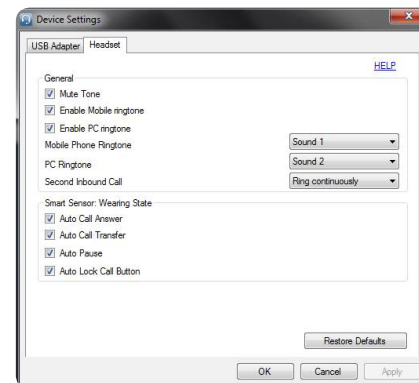 Device Settings
USB Adapter Headset
HELP
General
Mute Tone
Enable Mobile ringtone
Enable PC ringtone
Mobile Phone Ringtone Sound 1
PC Ringtone Sound 2
Second Inbound Call Ring continuously
Smart Sensor: Wearing State
Auto Call Answer
Auto Call Transfer
Auto Pause
Auto Lock Call Button
Restore Defaults
OK Cancel Apply